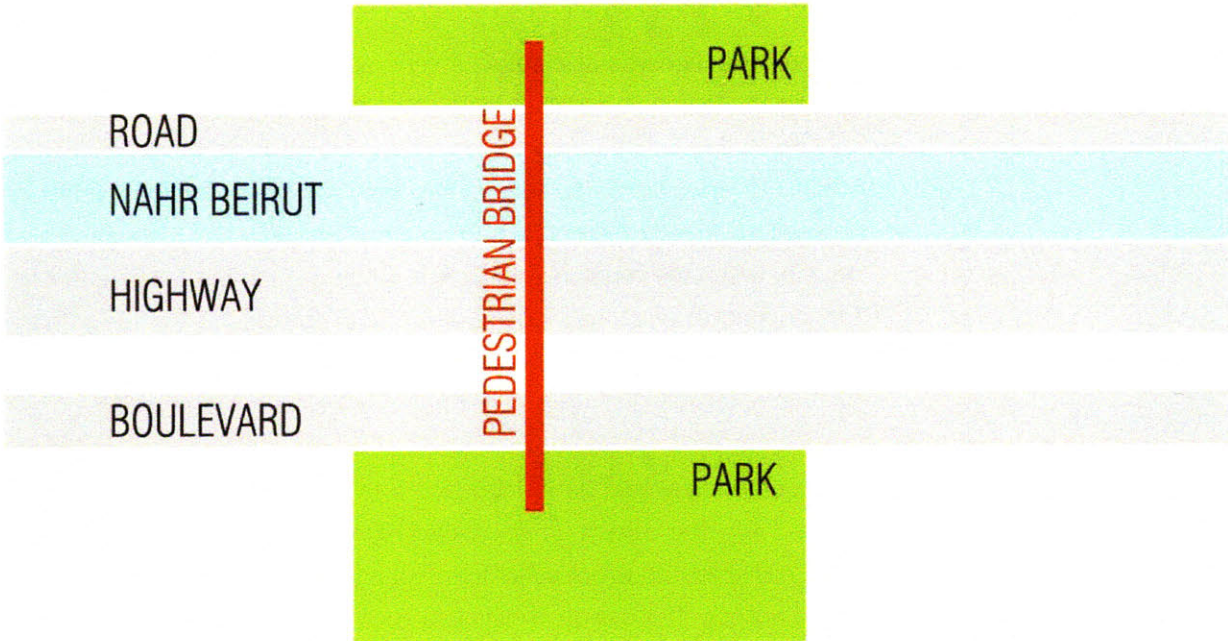 PARK
ROAD
NAHR BEIRUT
HIGHWAY
BOULEVARD
PEDESTRIAN BRIDGE
PARK